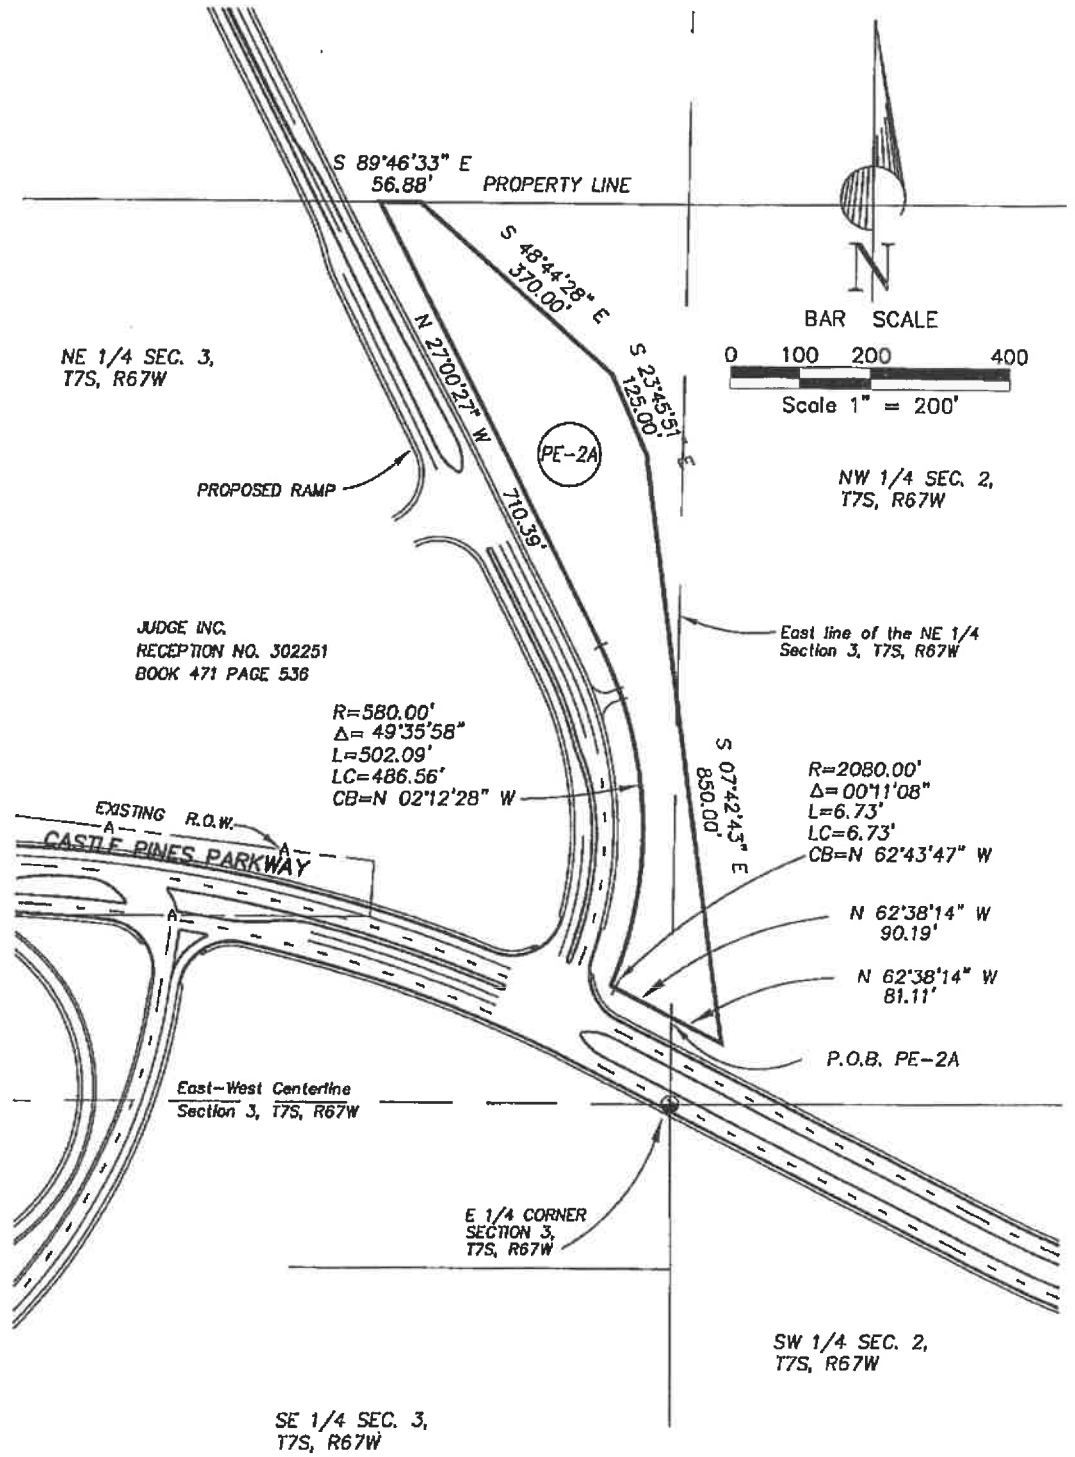 S 89°46'33" E
56.88'
PROPERTY LINE
S 48°44'28" E
370.00'
N
BAR SCALE
0 100 200 400
Scale 1" = 200'
NE 1/4 SEC. 3,
T7S, R67W
N 27°00'27" W
710.39'
S 23°45'51" E
125.00'
PE-2A
PROPOSED RAMP
NW 1/4 SEC. 2,
T7S, R67W
JUDGE INC.
RECEPTION NO. 302251
BOOK 471 PAGE 536
East line of the NE 1/4
Section 3, T7S, R67W
R=580.00'
Δ= 49°35'58"
L=502.09'
LC=486.56'
CB=N 02°12'28" W
S 07°42'43" E
850.00'
R=2080.00'
Δ=00°11'08"
L=6.73'
LC=6.73'
CB=N 62°43'47" W
EXISTING R.O.W.
A
A
CASTLE PINES PARKWAY
A
N 62°38'14" W
90.19'
N 62°38'14" W
81.11'
P.O.B. PE-2A
East-West Centerline
Section 3, T7S, R67W
E 1/4 CORNER
SECTION 3,
T7S, R67W
SW 1/4 SEC. 2,
T7S, R67W
SE 1/4 SEC. 3,
T7S, R67W